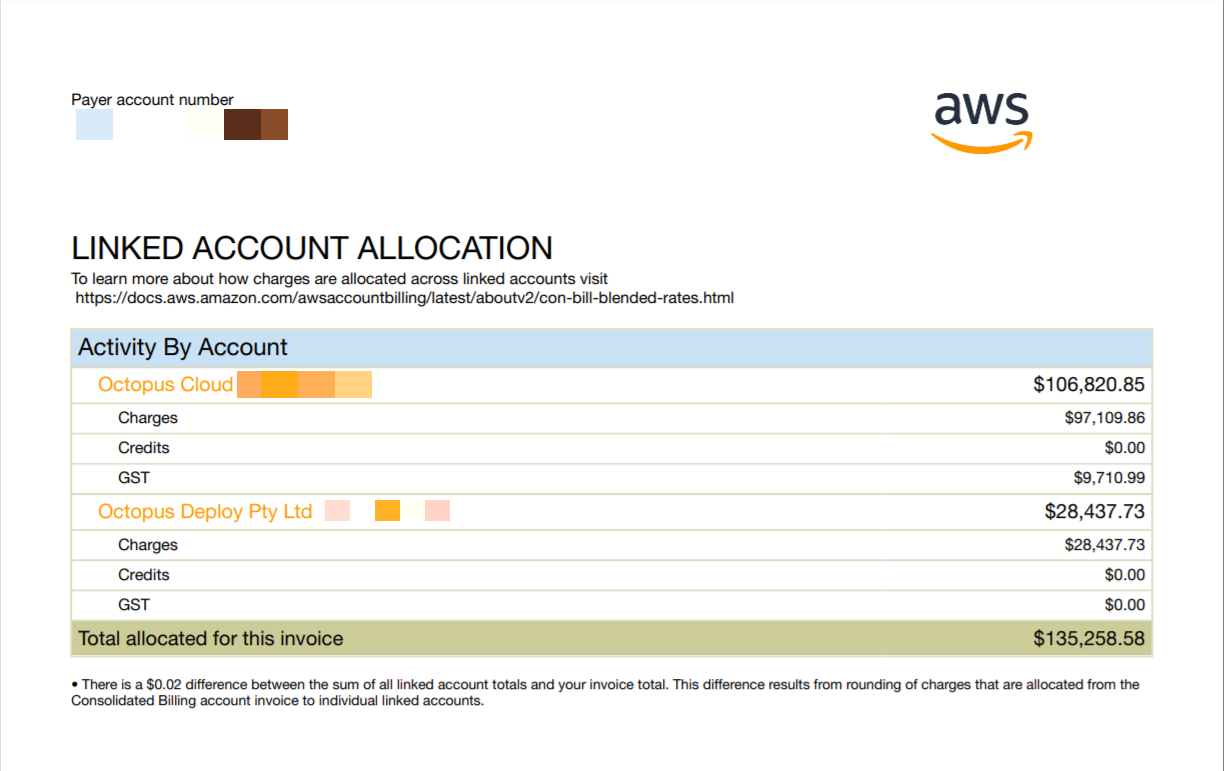 Payer account number
aws
LINKED ACCOUNT ALLOCATION
To learn more about how charges are allocated across linked accounts visit
https://docs.aws.amazon.com/awsaccountbilling/latest/aboutv2/con-bill-blended-rates.html
Activity By Account
Octopus Cloud $106,820.85
Charges $97,109.86
Credits $0.00
GST $9,710.99
Octopus Deploy Pty Ltd $28,437.73
Charges $28,437.73
Credits $0.00
GST $0.00
Total allocated for this invoice $135,258.58
• There is a $0.02 difference between the sum of all linked account totals and your invoice total. This difference results from rounding of charges that are allocated from the
Consolidated Billing account invoice to individual linked accounts.